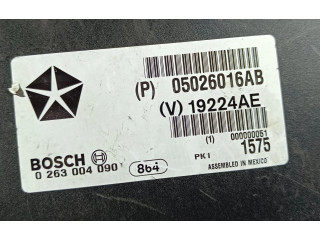 (P) 05026016AB
(V) 19224AE
(1) 000000051
BOSCH
PK1 1575
0 263 004 090 864
ASSEMBLED IN MEXICO